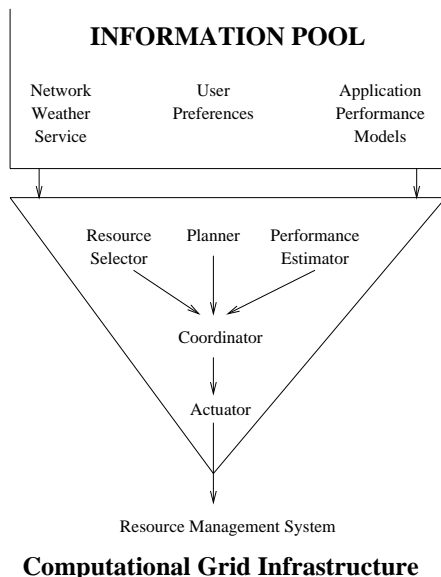 INFORMATION POOL
Network
Weather
Service
User
Preferences
Application
Performance
Models
Resource
Selector
Planner
Performance
Estimator
Coordinator
Actuator
Resource Management System
Computational Grid Infrastructure